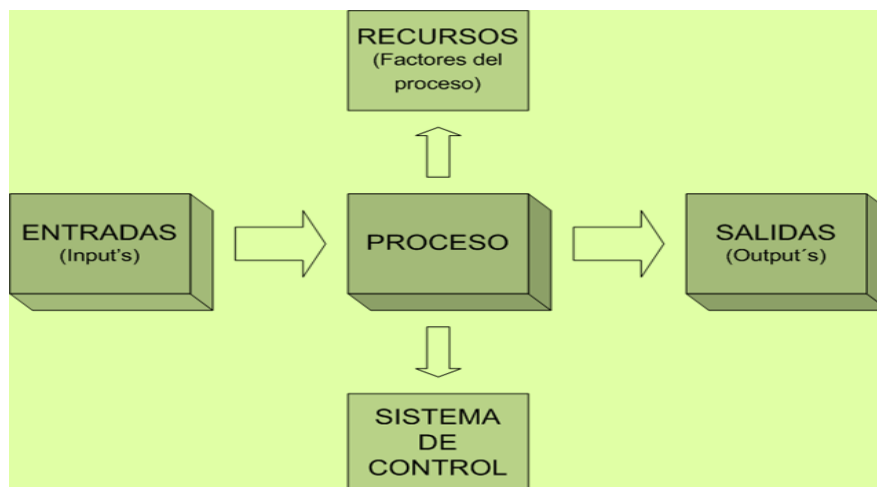 RECURSOS
(Factores del
proceso)
ENTRADAS
(Input's)
PROCESO
SALIDAS
(Output´s)
SISTEMA
DE
CONTROL